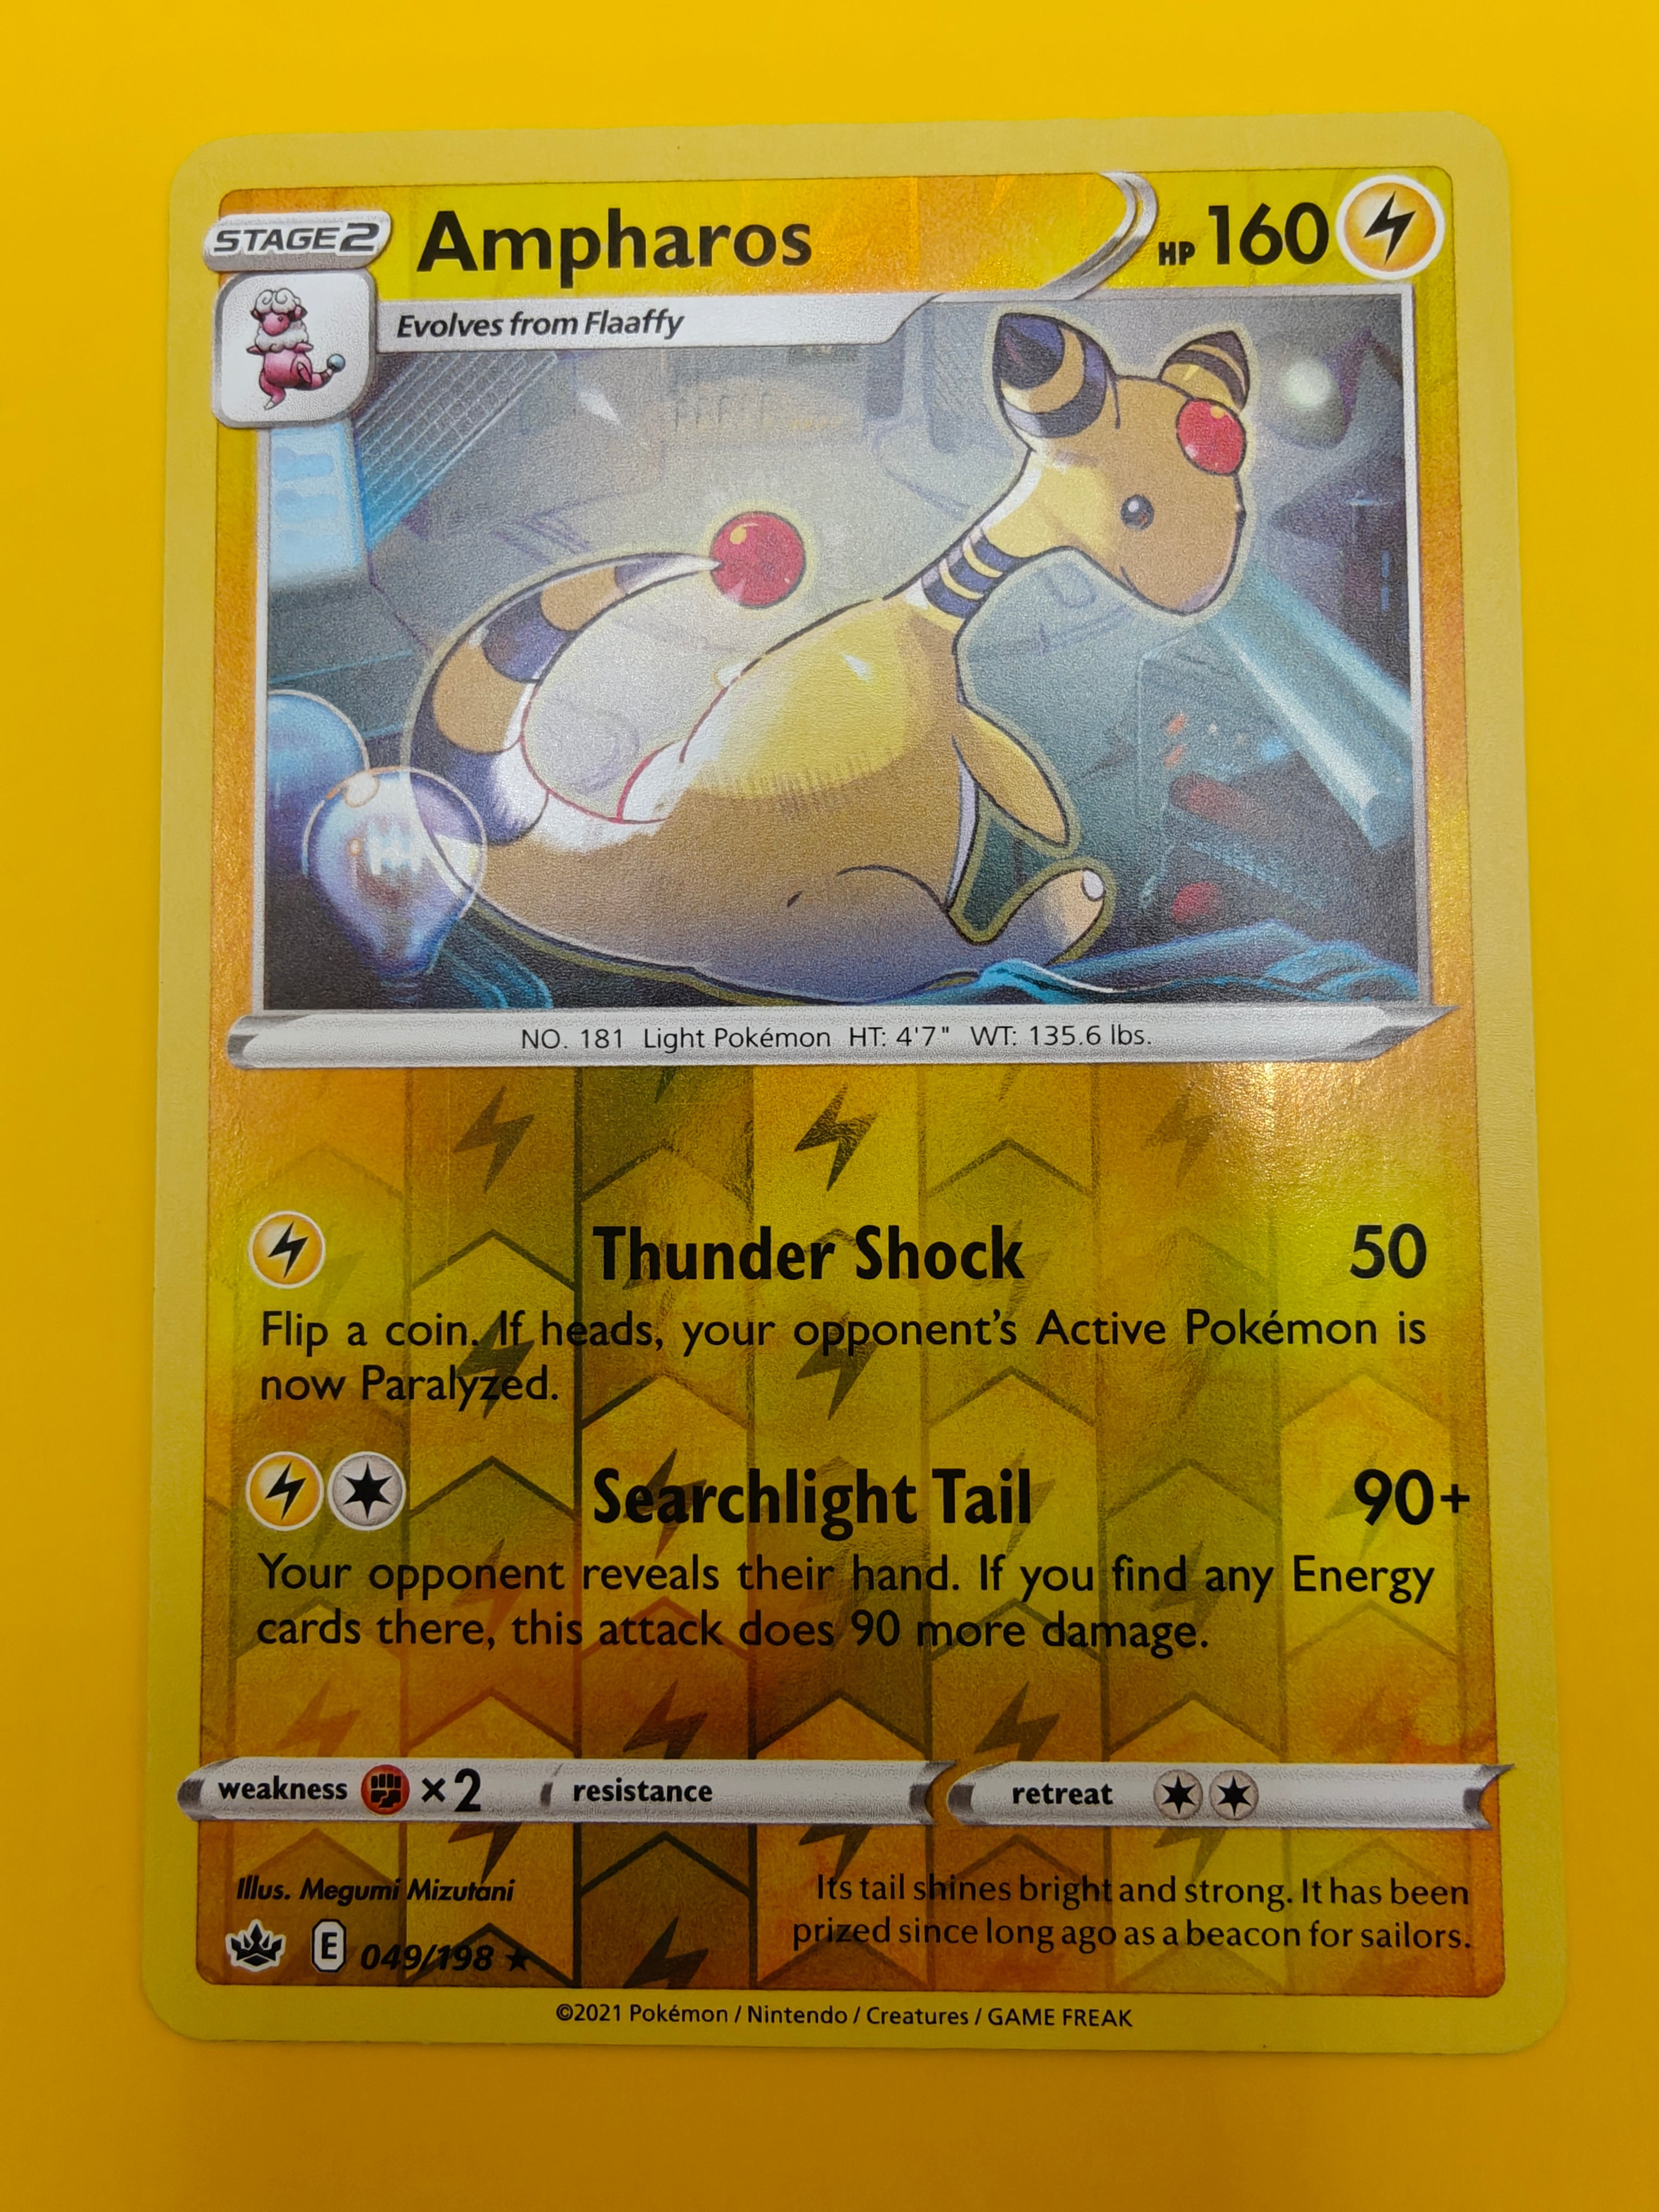 STAGE 2 Ampharos HP 160
Evolves from Flaaffy
NO. 181 Light Pokémon HT: 4'7" WT: 135.6 lbs.
Thunder Shock 50
Flip a coin. If heads, your opponent's Active Pokémon is
now Paralyzed.
Searchlight Tail 90+
Your opponent reveals their hand. If you find any Energy
cards there, this attack does 90 more damage.
weakness ×2 resistance retreat
Illus. Megumi Mizutani
E 049/198 ★
Its tail shines bright and strong. It has been
prized since long ago as a beacon for sailors.
©2021 Pokémon / Nintendo / Creatures / GAME FREAK